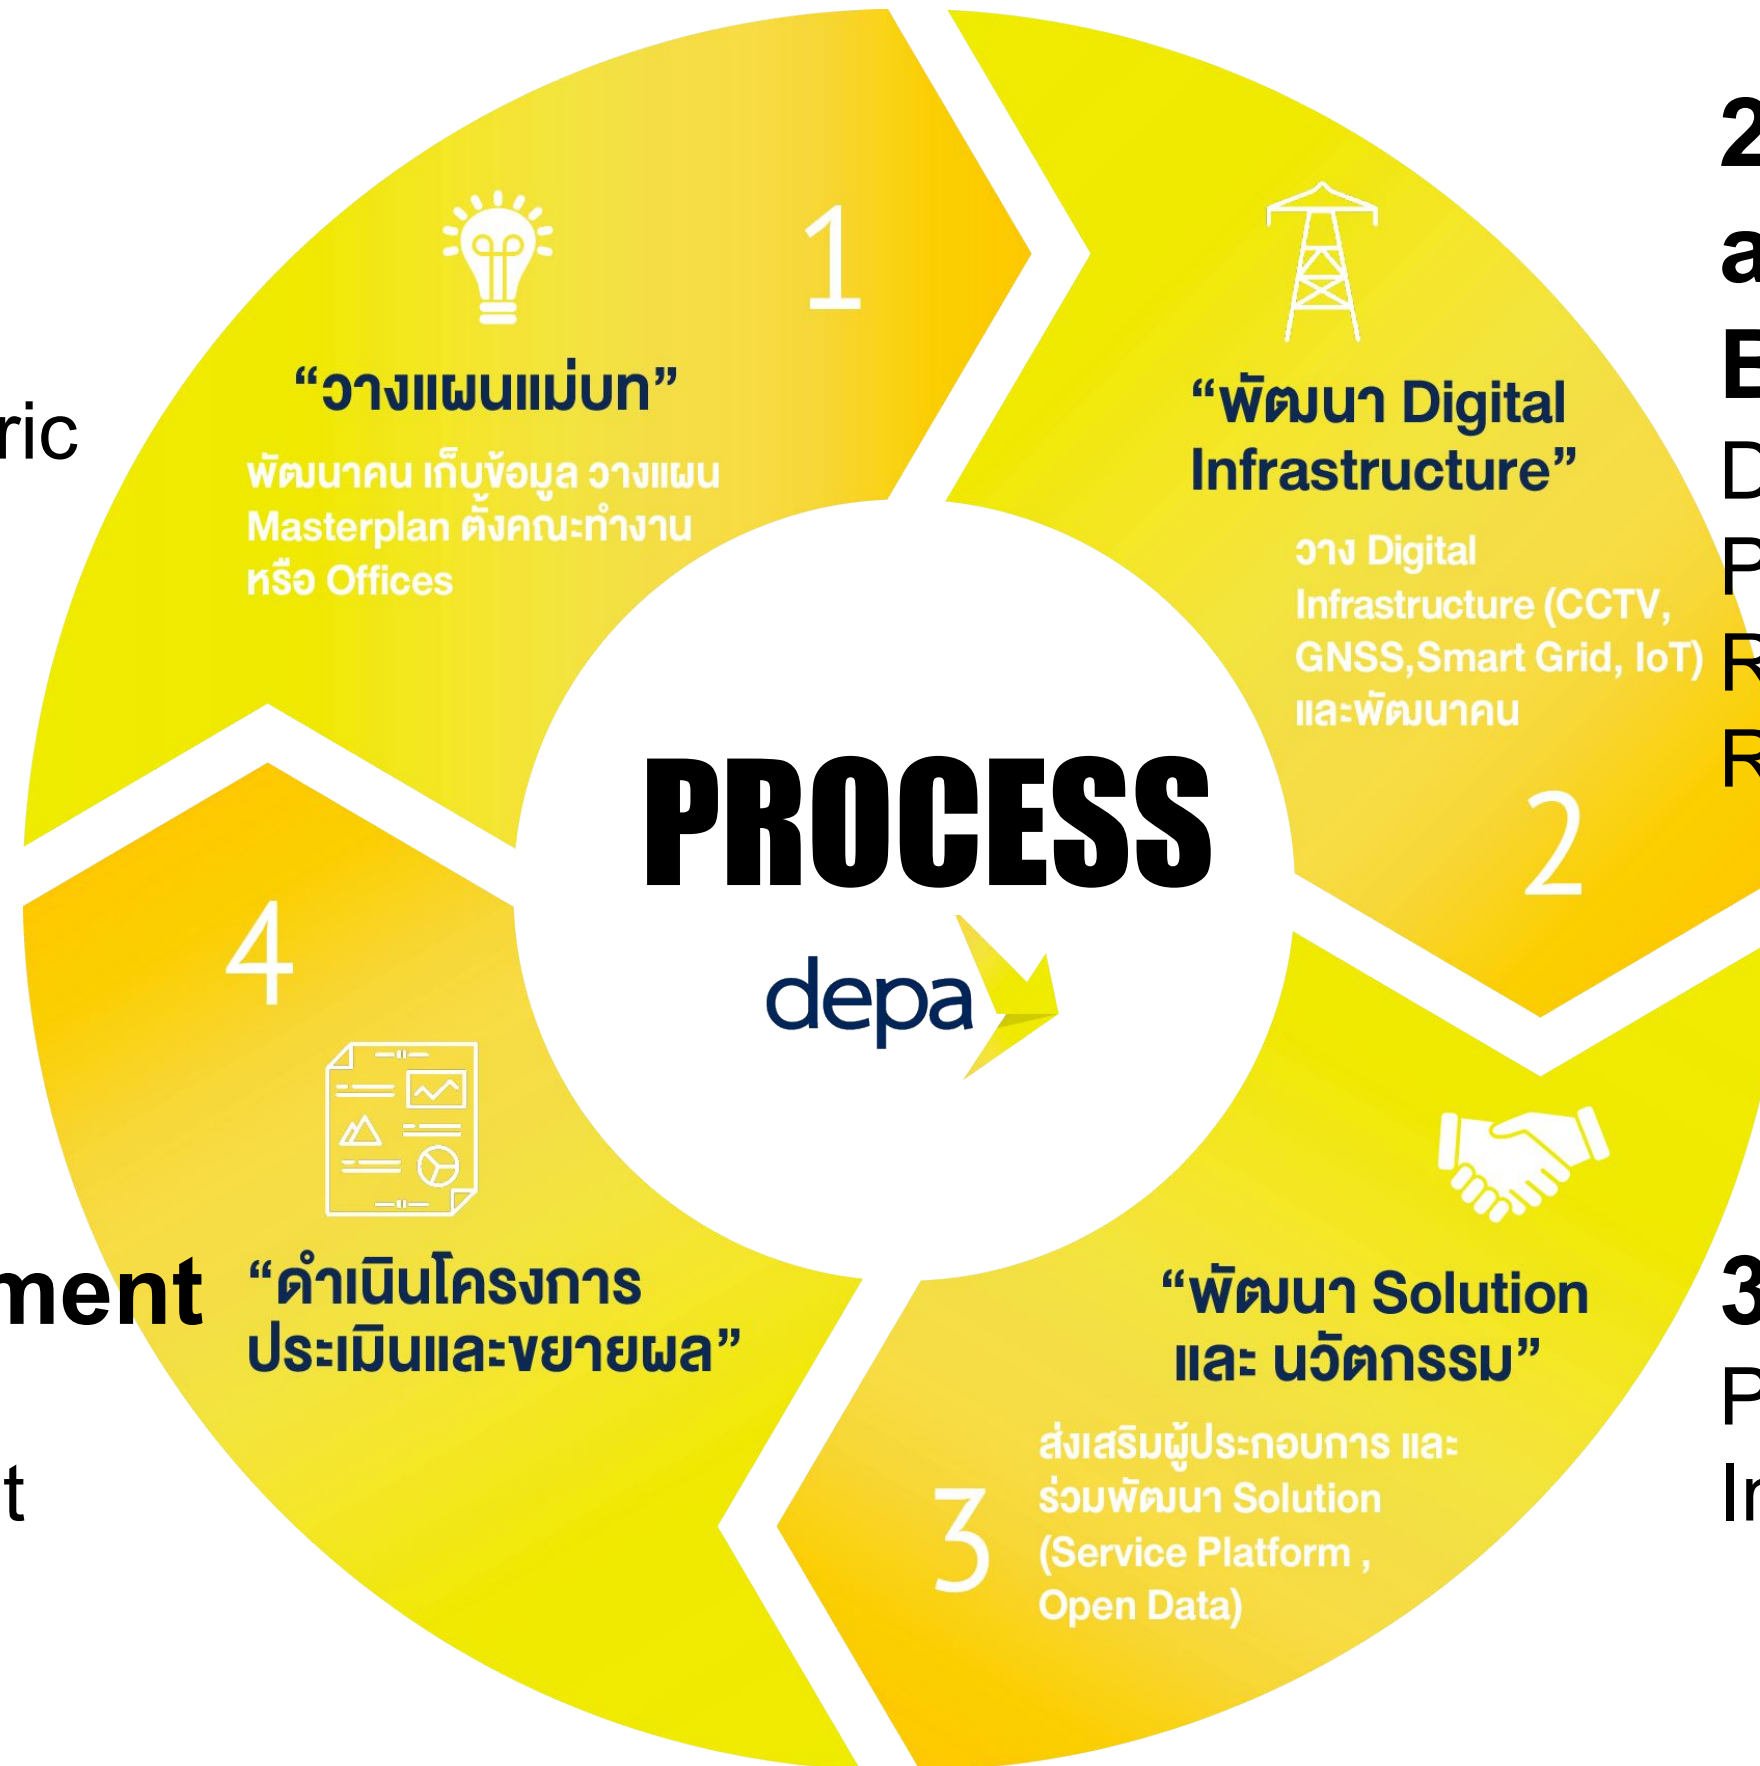 1
“วางแผนแม่บท”
พัฒนาคน เก็บข้อมูล วางแผน
Masterplan ตั้งคณะทำงาน
หรือ Offices
ric
“พัฒนา Digital
Infrastructure”
วาง Digital
Infrastructure (CCTV,
GNSS,Smart Grid, IoT)
และพัฒนาคน
2
2
a
E
D
P
R
R
PROCESS
depa
“พัฒนา Solution
และ นวัตกรรม”
ส่งเสริมผู้ประกอบการ และ
ร่วมพัฒนา Solution
(Service Platform ,
Open Data)
3
3
P
In
4
“ดำเนินโครงการ
ประเมินและขยายผล”
ment
t